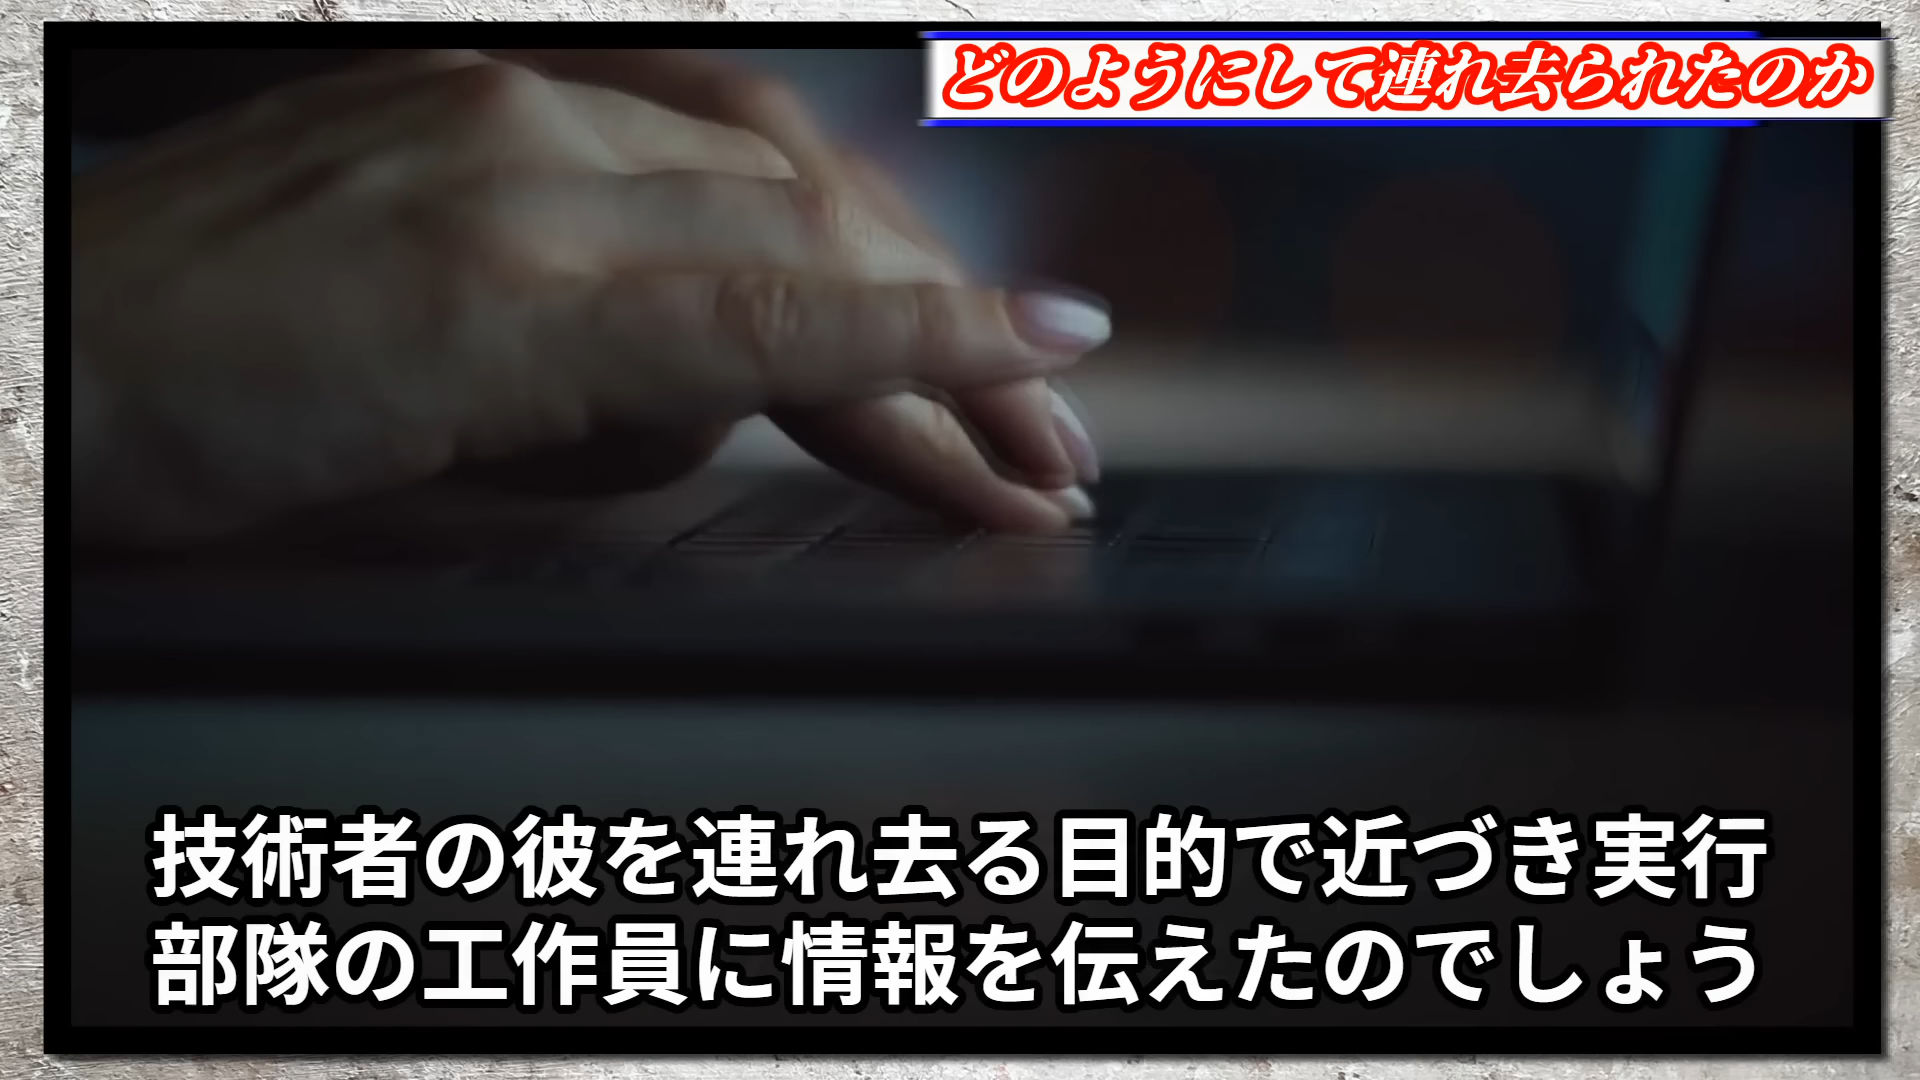 どのようにして連れ去られたのか
技術者の彼を連れ去る目的で近づき実行
部隊の工作員に情報を伝えたのでしょう